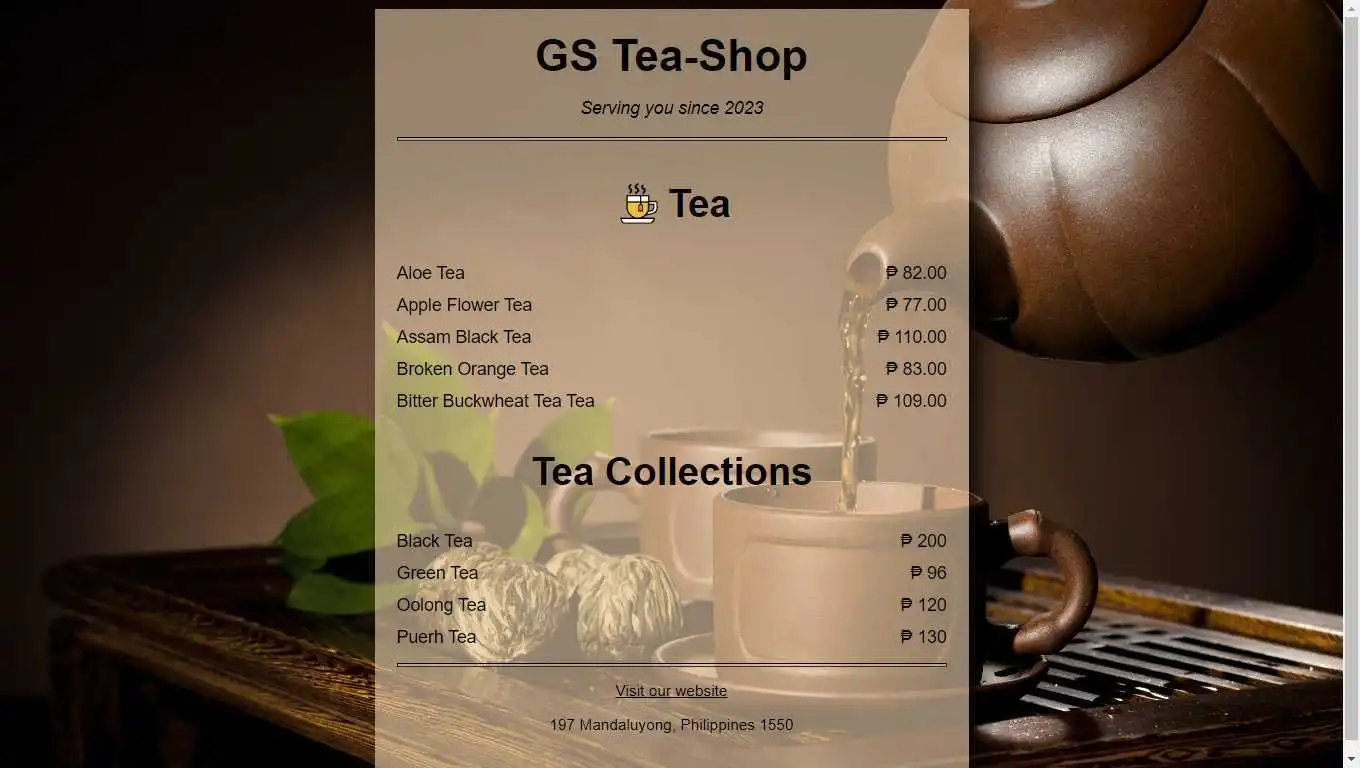 GS Tea-Shop
Serving you since 2023
Tea
Aloe Tea ₱ 82.00
Apple Flower Tea ₱ 77.00
Assam Black Tea ₱ 110.00
Broken Orange Tea ₱ 83.00
Bitter Buckwheat Tea Tea ₱ 109.00
Tea Collections
Black Tea ₱ 200
Green Tea ₱ 96
Oolong Tea ₱ 120
Puerh Tea ₱ 130
Visit our website
197 Mandaluyong, Philippines 1550